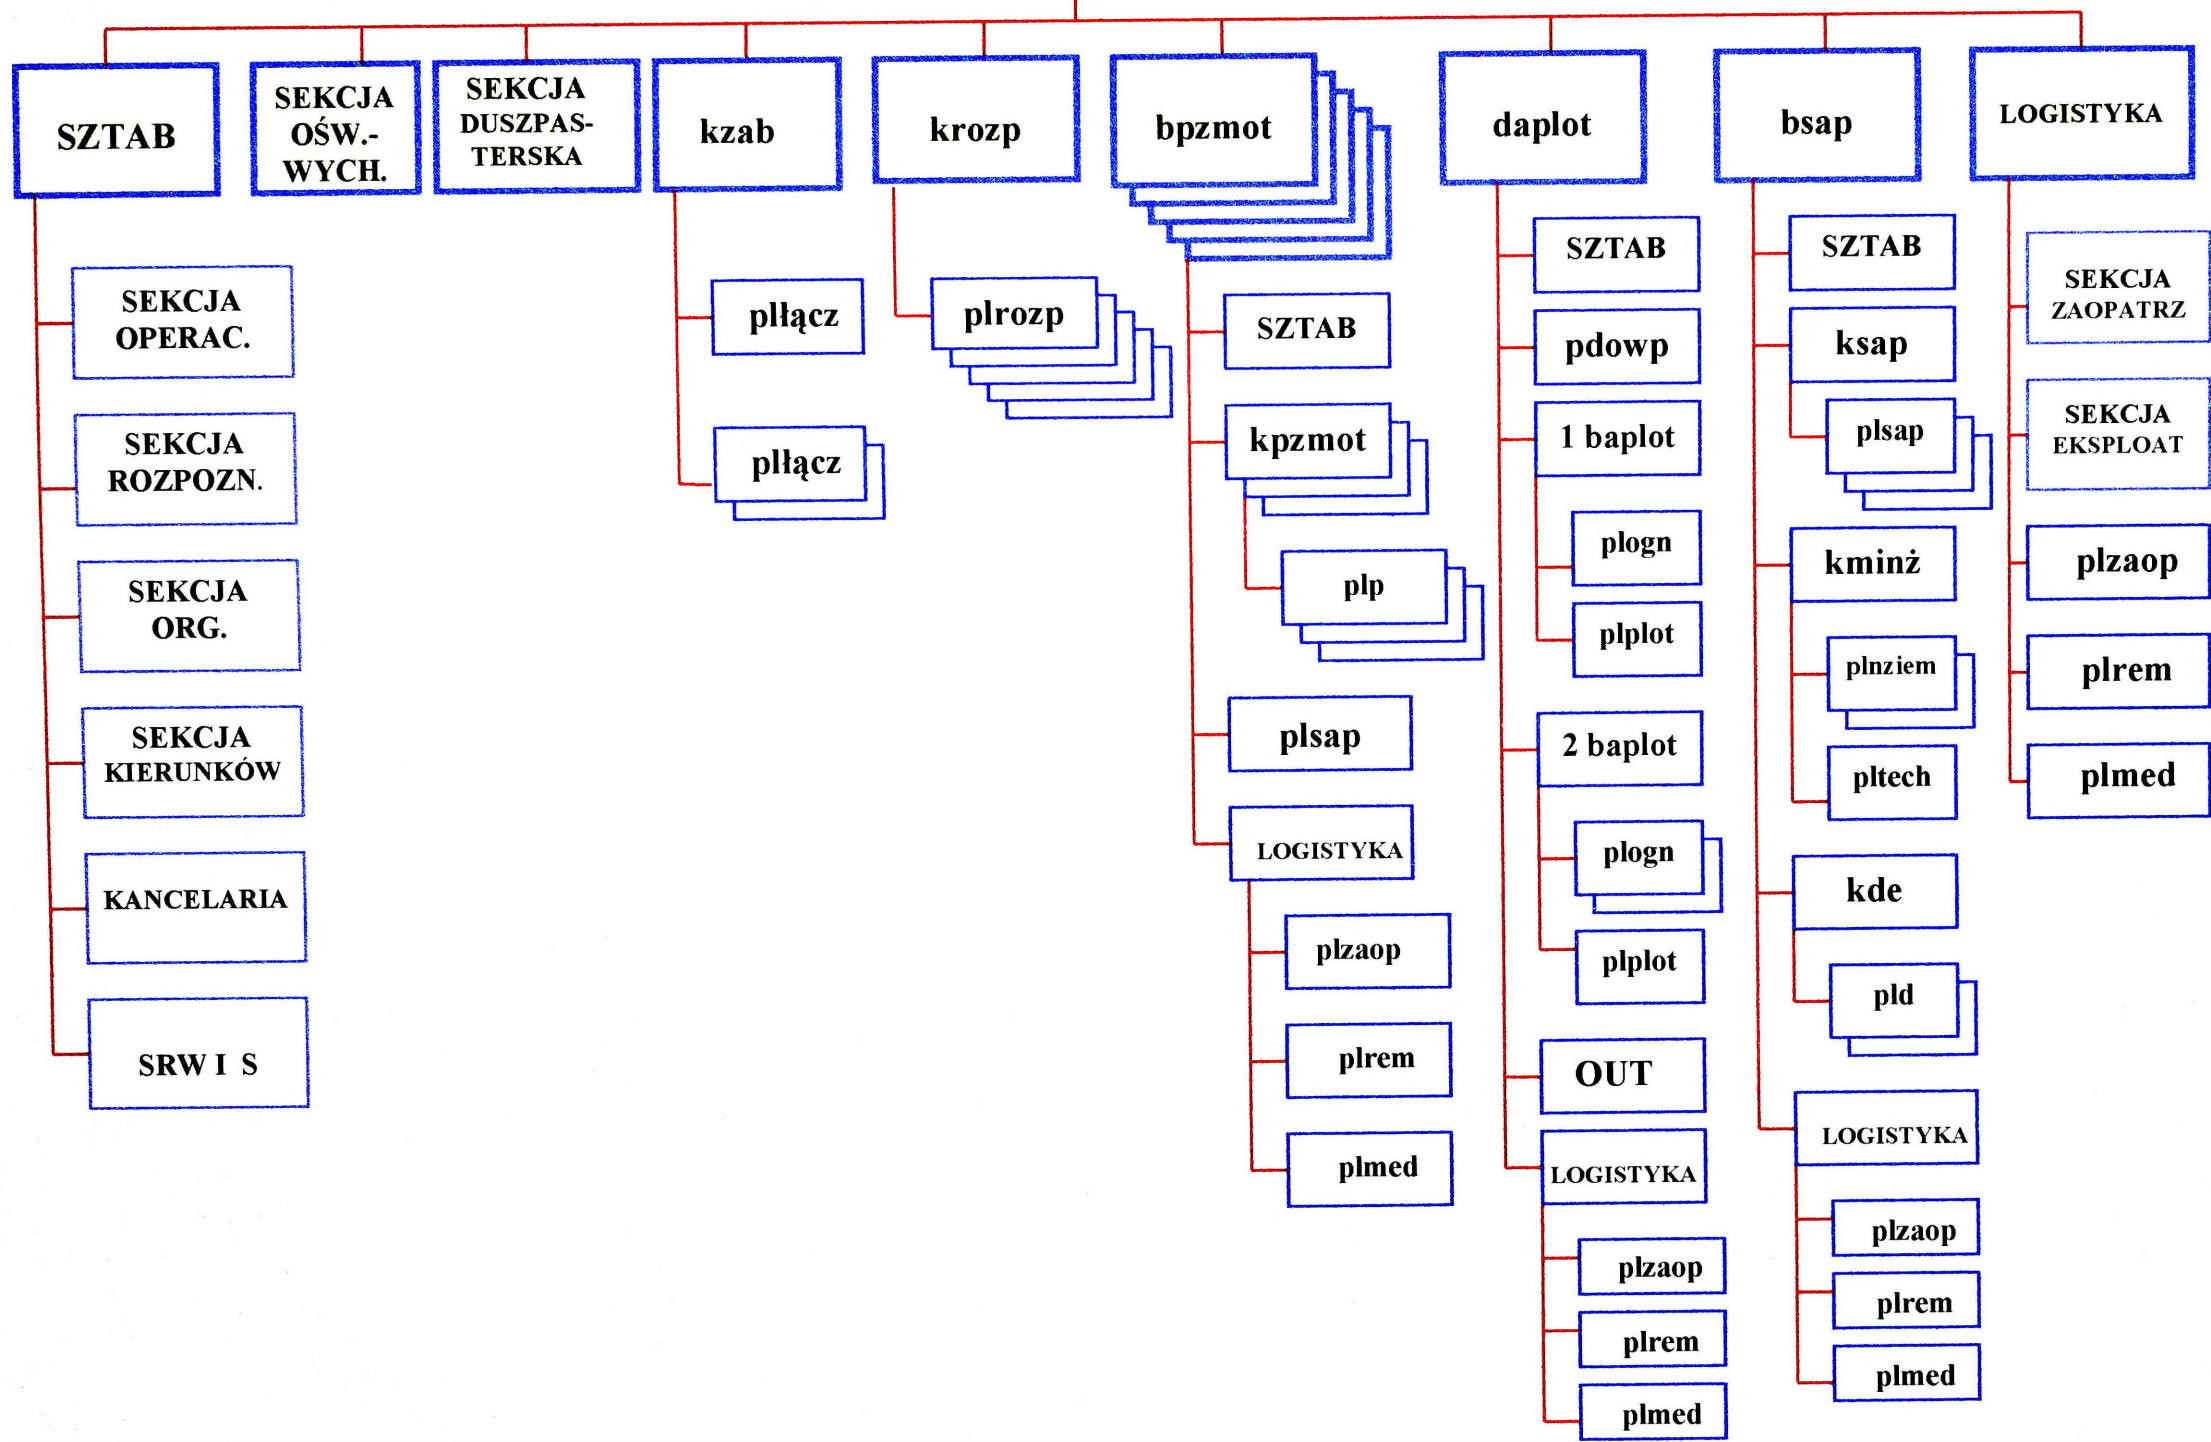 SZTAB
SEKCJA
OŚW.-
WYCH.
SEKCJA
DUSZPAS-
TERSKA
kzab
krozp
bpzmot
daplot
bsap
LOGISTYKA
SEKCJA
OPERAC.
SEKCJA
ROZPOZN.
SEKCJA
ORG.
SEKCJA
KIERUNKÓW
KANCELARIA
SRW I S
plłącz
plłącz
plrozp
SZTAB
kpzmot
plp
plsap
LOGISTYKA
plzaop
plrem
plmed
SZTAB
pdowp
1 baplot
plogn
plplot
2 baplot
plogn
plplot
OUT
LOGISTYKA
plzaop
plrem
plmed
SZTAB
ksap
plsap
kminż
plnziem
pltech
kde
pld
LOGISTYKA
plzaop
plrem
plmed
SEKCJA
ZAOPATRZ
SEKCJA
EKSPLOAT
plzaop
plrem
plmed